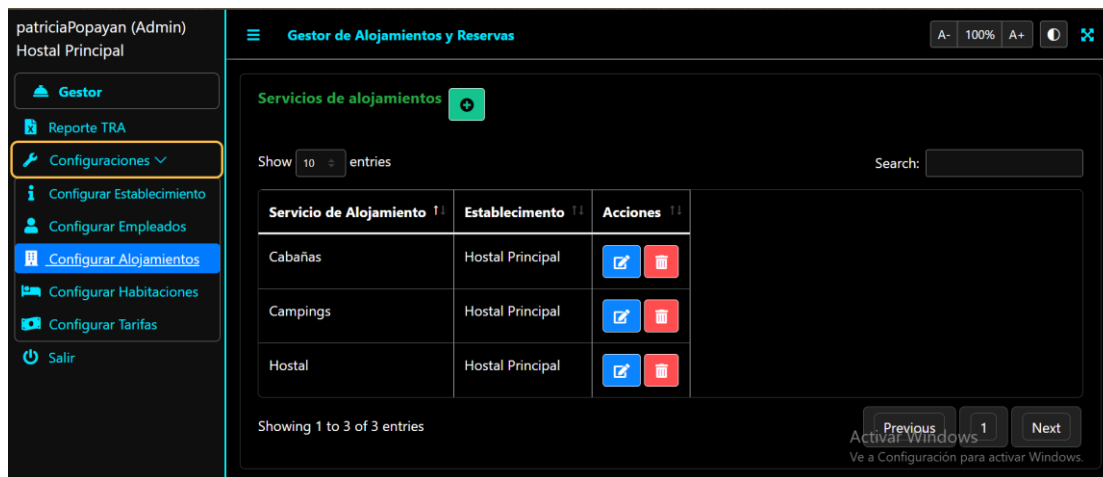 patriciaPopayan (Admin)
Hostal Principal
Gestor
Reporte TRA
Configuraciones
Configurar Establecimiento
Configurar Empleados
Configurar Alojamientos
Configurar Habitaciones
Configurar Tarifas
Salir
Gestor de Alojamientos y Reservas
A- 100% A+
Servicios de alojamientos
Show 10 entries
Search:
Servicio de Alojamiento Establecimento Acciones
Cabañas Hostal Principal
Campings Hostal Principal
Hostal Hostal Principal
Showing 1 to 3 of 3 entries
Previous 1 Next
Activar Windows
Ve a Configuración para activar Windows.